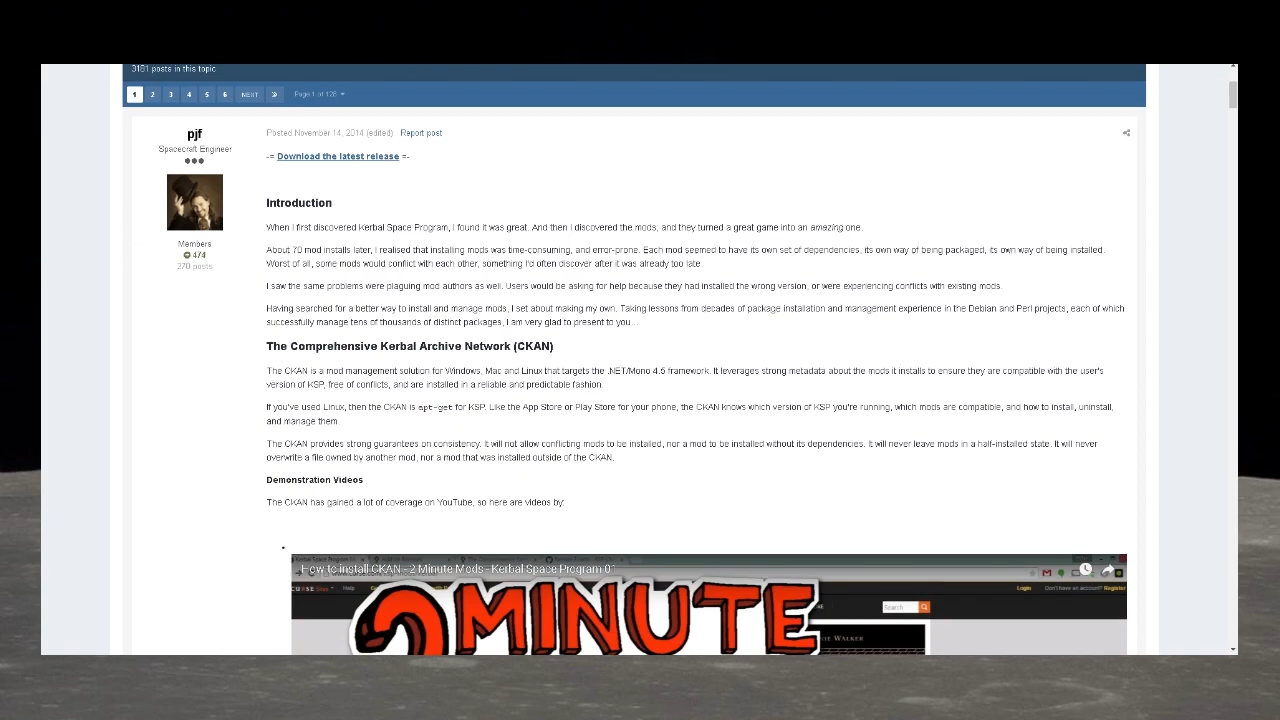 3181 posts in this topic
1 2 3 4 5 6 NEXT » Page 1 of 128
pjf
Spacecraft Engineer
Members
474
270 posts
Posted November 14, 2014 (edited) Report post
-= Download the latest release =-
Introduction
When I first discovered Kerbal Space Program, I found it was great. And then I discovered the mods; and they turned a great game into an amazing one.
About 70 mod installs later, I realised that installing mods was time-consuming, and error-prone. Each mod seemed to have its own set of dependencies, its own way of being packaged, its own way of being installed.
Worst of all, some mods would conflict with each other, something I'd often discover after it was already too late.
I saw the same problems were plaguing mod authors as well. Users would be asking for help because they had installed the wrong version, or were experiencing conflicts with existing mods.
Having searched for a better way to install and manage mods, I set about making my own. Taking lessons from decades of package installation and management experience in the Debian and Perl projects, each of which
successfully manage tens of thousands of distinct packages, I am very glad to present to you...
The Comprehensive Kerbal Archive Network (CKAN)
The CKAN is a mod management solution for Windows, Mac and Linux that targets the .NET/Mono 4.5 framework. It leverages strong metadata about the mods it installs to ensure they are compatible with the user's
version of KSP, free of conflicts, and are installed in a reliable and predictable fashion.
If you've used Linux, then the CKAN is apt-get for KSP. Like the App Store or Play Store for your phone, the CKAN knows which version of KSP you're running, which mods are compatible, and how to install, uninstall,
and manage them.
The CKAN provides strong guarantees on consistency. It will not allow conflicting mods to be installed, nor a mod to be installed without its dependencies. It will never leave mods in a half-installed state. It will never
overwrite a file owned by another mod, nor a mod that was installed outside of the CKAN.
Demonstration Videos
The CKAN has gained a lot of coverage on YouTube, so here are videos by:
How to install CKAN - 2 Minute Mods - Kerbal Space Program 01
Help
Login Don't have an account? Register
Search
2 MINUTE
WALKER